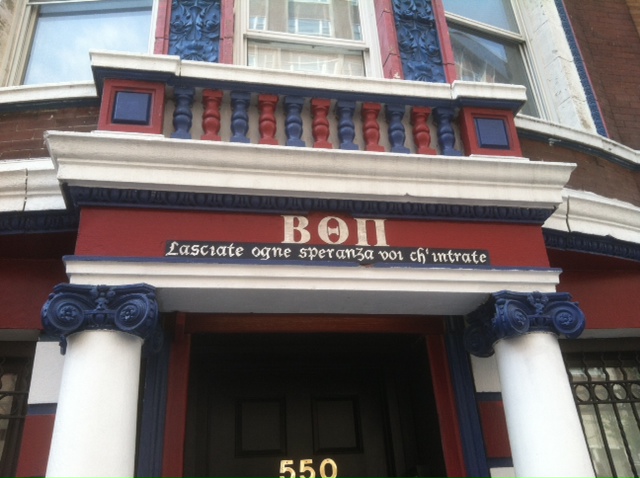 ΒΘΠ
Lasciate ogne speranza voi ch'intrate
550